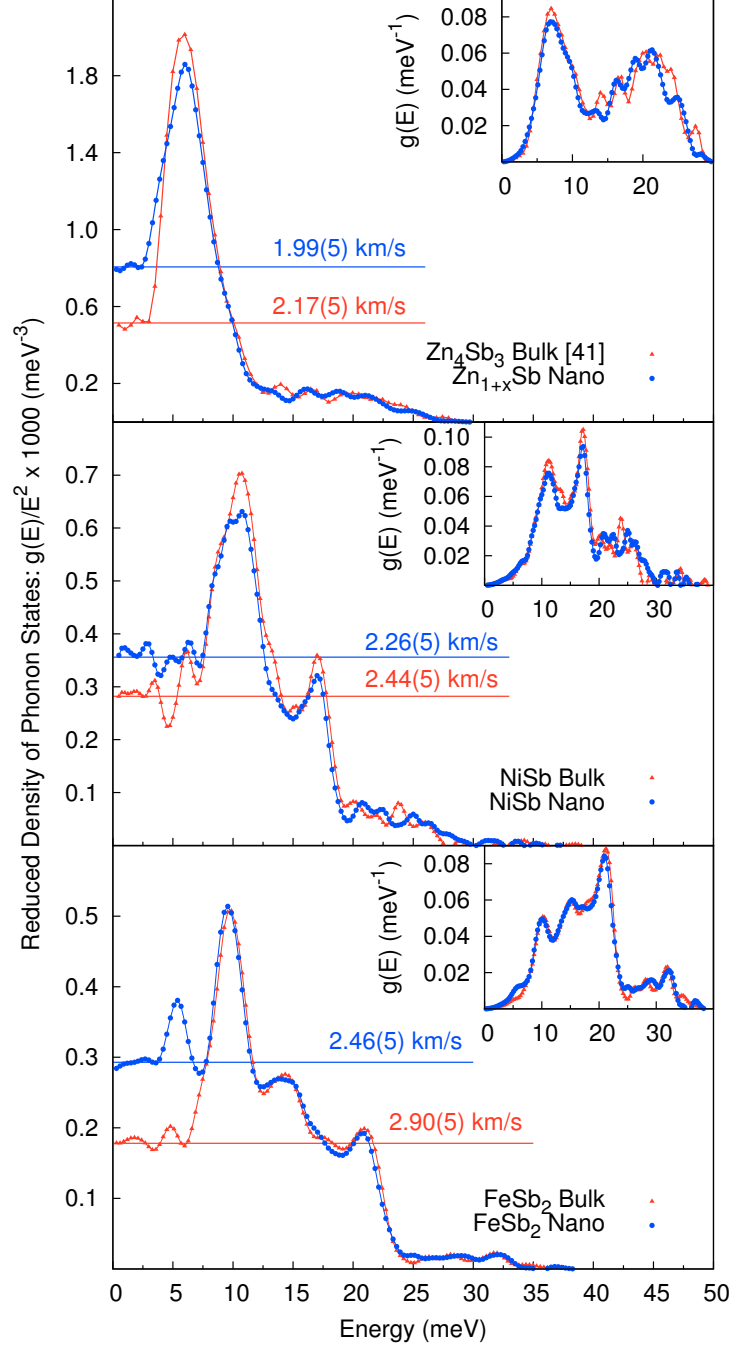 Reduced Density of Phonon States: g(E)/E² x 1000 (meV⁻³)
1.8
1.4
1.0
0.6
0.2
1.99(5) km/s
2.17(5) km/s
Zn₄Sb₃ Bulk [41]
Zn₁₊ₓSb Nano
g(E) (meV⁻¹)
0.08
0.06
0.04
0.02
0 10 20
0.7
0.6
0.5
0.4
0.3
0.2
0.1
2.26(5) km/s
2.44(5) km/s
NiSb Bulk
NiSb Nano
g(E) (meV⁻¹)
0.10
0.08
0.06
0.04
0.02
0 10 20 30
0.5
0.4
0.3
0.2
0.1
2.46(5) km/s
2.90(5) km/s
FeSb₂ Bulk
FeSb₂ Nano
g(E) (meV⁻¹)
0.08
0.06
0.04
0.02
0 10 20 30
0 5 10 15 20 25 30 35 40 45 50
Energy (meV)